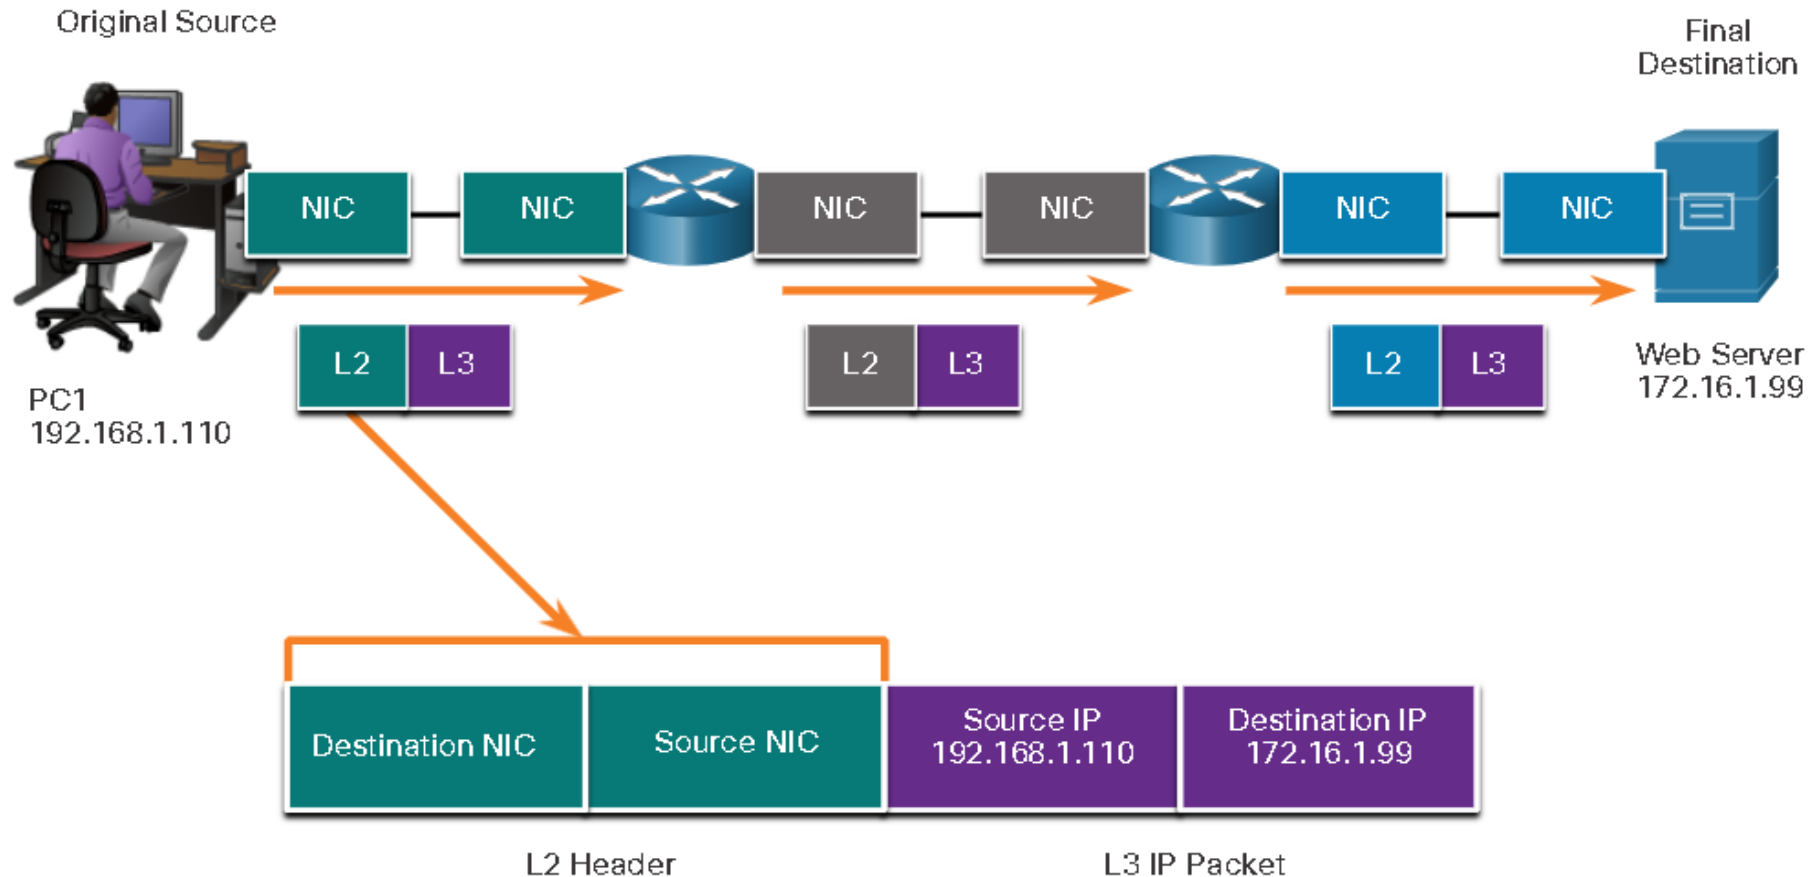 Original Source
Final
Destination
NIC
NIC
NIC
NIC
NIC
NIC
L2
L3
L2
L3
L2
L3
PC1
192.168.1.110
Web Server
172.16.1.99
Destination NIC
Source NIC
Source IP
192.168.1.110
Destination IP
172.16.1.99
L2 Header
L3 IP Packet